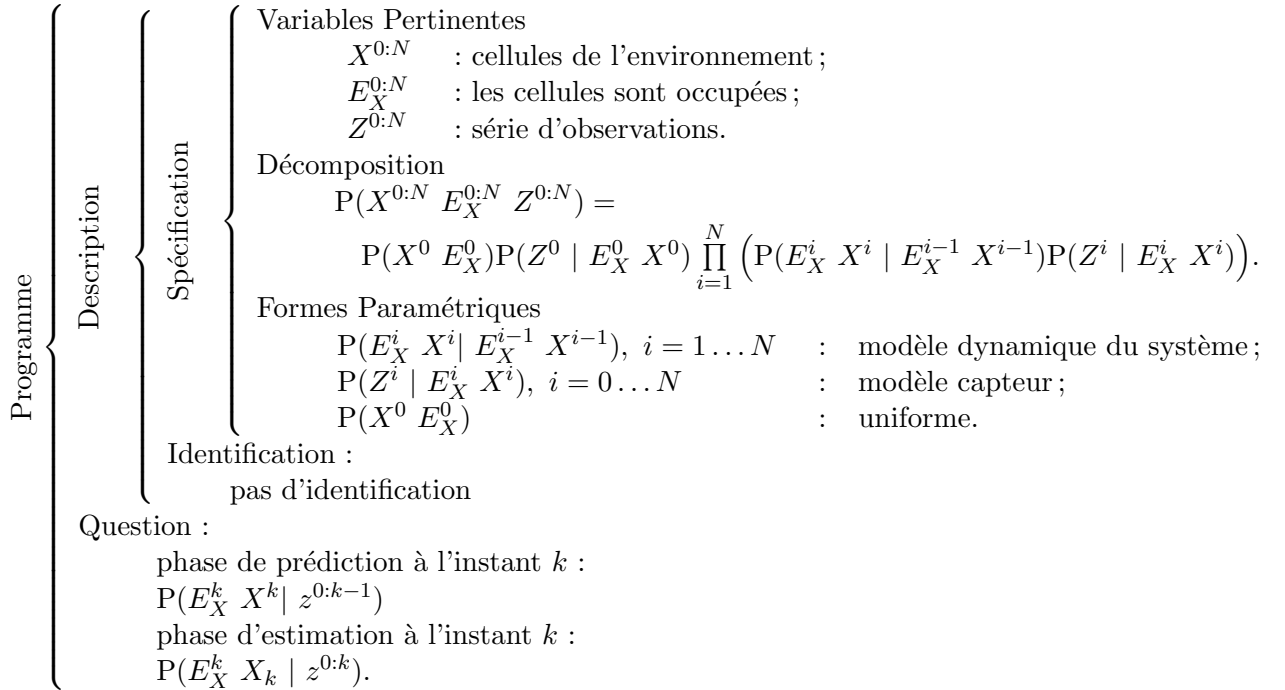 Programme
Description
Spécification
Variables Pertinentes
X^{0:N} : cellules de l'environnement ;
E_X^{0:N} : les cellules sont occupées ;
Z^{0:N} : série d'observations.
Décomposition
P(X^{0:N} E_X^{0:N} Z^{0:N}) =
P(X^0 E_X^0)P(Z^0 | E_X^0 X^0) ∏_{i=1}^{N} (P(E_X^i X^i | E_X^{i-1} X^{i-1})P(Z^i | E_X^i X^i)).
Formes Paramétriques
P(E_X^i X^i | E_X^{i-1} X^{i-1}), i = 1 … N : modèle dynamique du système ;
P(Z^i | E_X^i X^i), i = 0 … N : modèle capteur ;
P(X^0 E_X^0) : uniforme.
Identification :
pas d'identification
Question :
phase de prédiction à l'instant k :
P(E_X^k X^k | z^{0:k-1})
phase d'estimation à l'instant k :
P(E_X^k X_k | z^{0:k}).